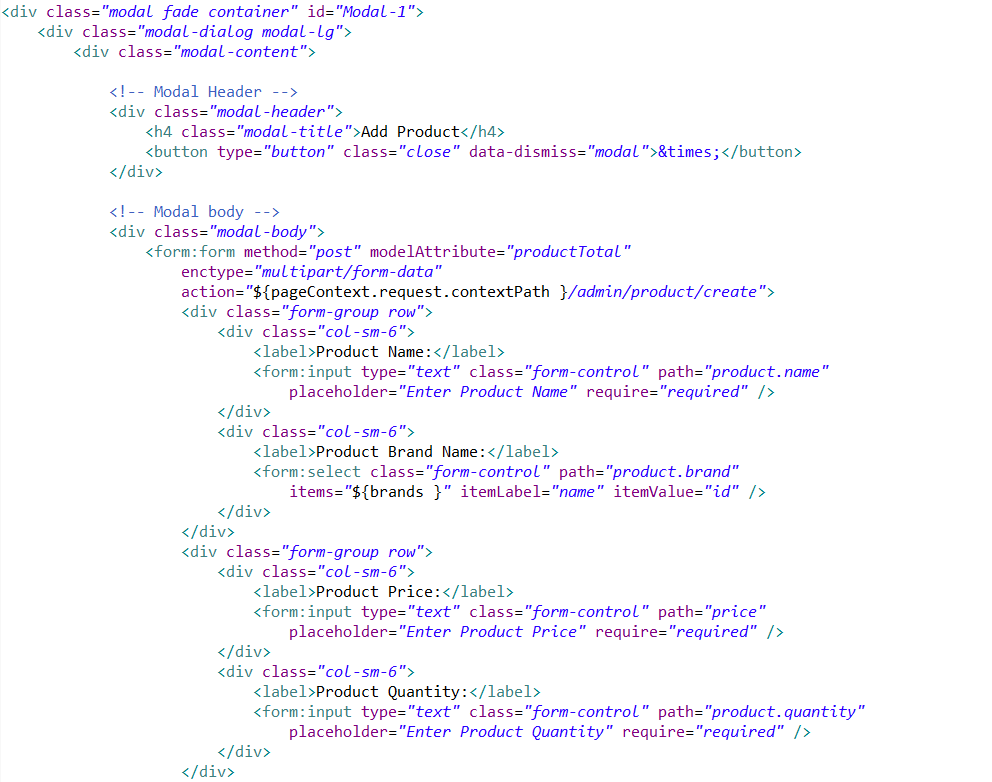 <div class="modal fade container" id="Modal-1">
    <div class="modal-dialog modal-lg">
        <div class="modal-content">

            <!-- Modal Header -->
            <div class="modal-header">
                <h4 class="modal-title">Add Product</h4>
                <button type="button" class="close" data-dismiss="modal">&times;</button>
            </div>

            <!-- Modal body -->
            <div class="modal-body">
                <form:form method="post" modelAttribute="productTotal"
                    enctype="multipart/form-data"
                    action="${pageContext.request.contextPath }/admin/product/create">
                    <div class="form-group row">
                        <div class="col-sm-6">
                            <label>Product Name:</label>
                            <form:input type="text" class="form-control" path="product.name"
                                placeholder="Enter Product Name" require="required" />
                        </div>
                        <div class="col-sm-6">
                            <label>Product Brand Name:</label>
                            <form:select class="form-control" path="product.brand"
                                items="${brands }" itemLabel="name" itemValue="id" />
                        </div>
                    </div>
                    <div class="form-group row">
                        <div class="col-sm-6">
                            <label>Product Price:</label>
                            <form:input type="text" class="form-control" path="price"
                                placeholder="Enter Product Price" require="required" />
                        </div>
                        <div class="col-sm-6">
                            <label>Product Quantity:</label>
                            <form:input type="text" class="form-control" path="product.quantity"
                                placeholder="Enter Product Quantity" require="required" />
                        </div>
                    </div>